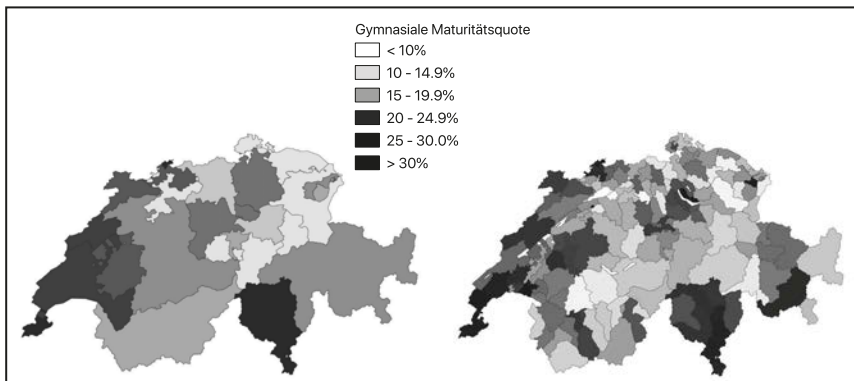 Gymnasiale Maturitätsquote
< 10%
10 - 14.9%
15 - 19.9%
20 - 24.9%
25 - 30.0%
> 30%